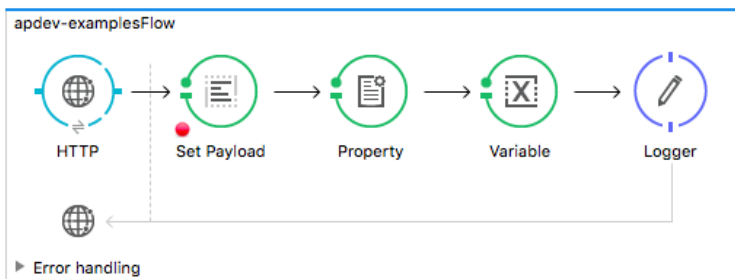 apdev-examplesFlow
HTTP
Set Payload
Property
Variable
Logger
Error handling